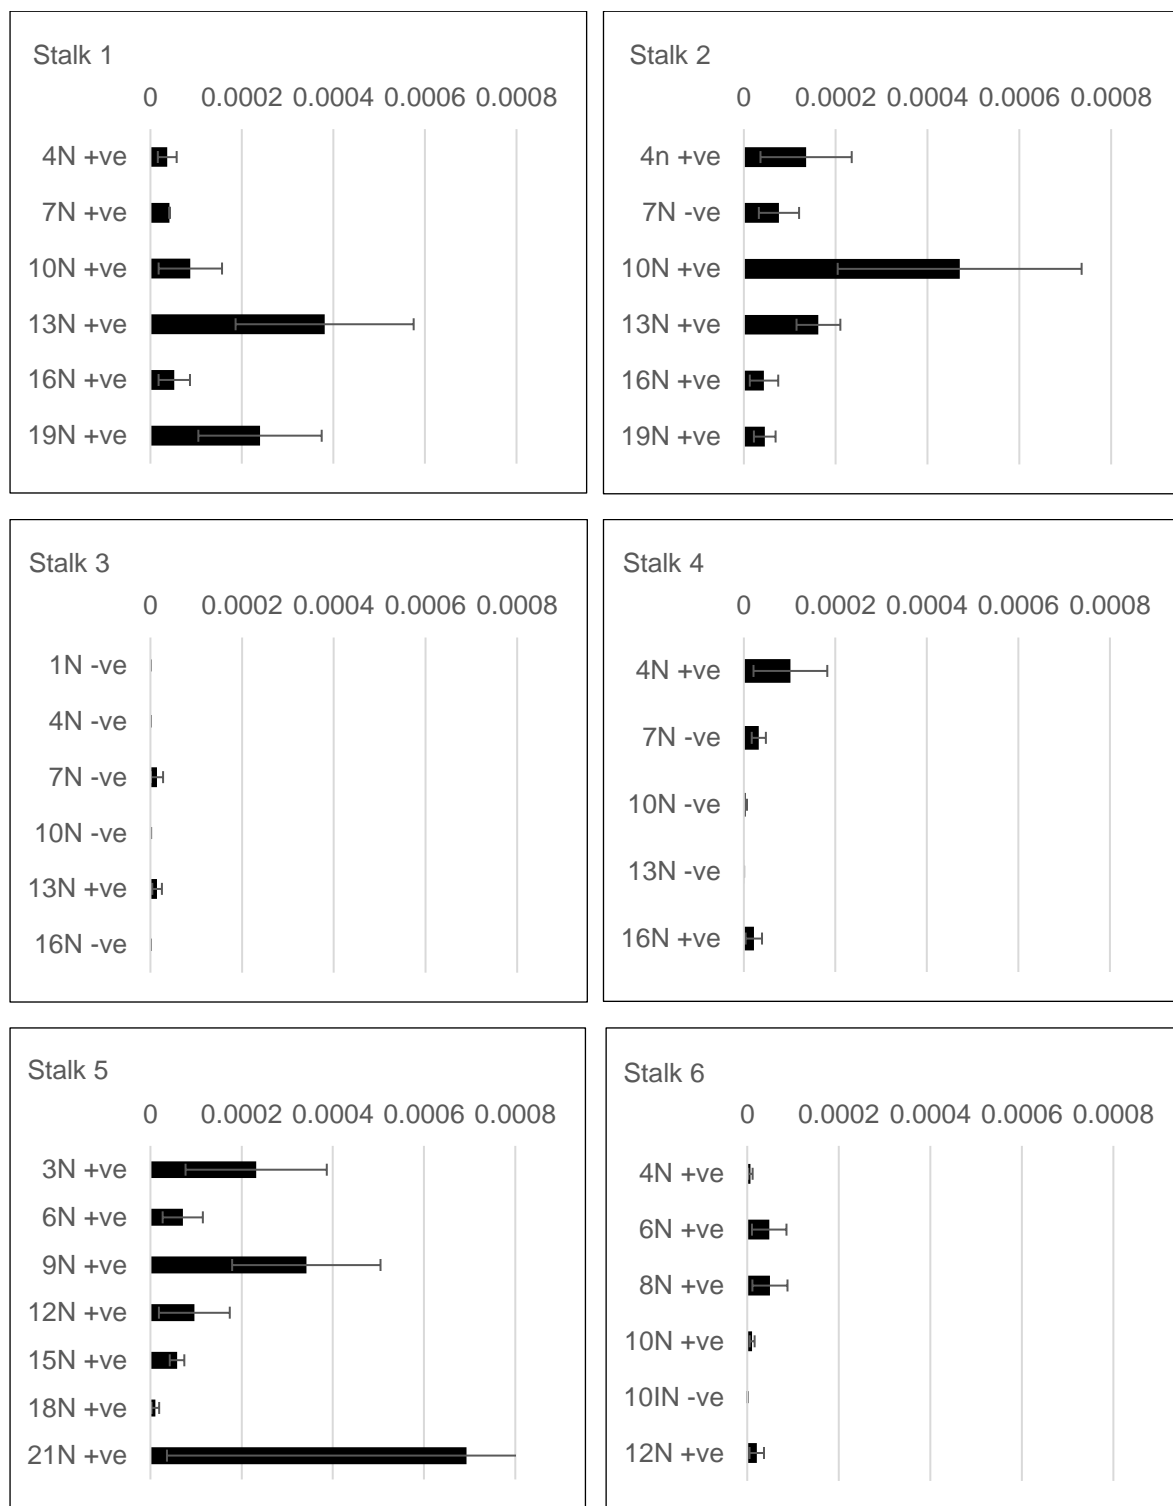 Stalk 1
0 0.0002 0.0004 0.0006 0.0008
4N +ve
7N +ve
10N +ve
13N +ve
16N +ve
19N +ve
Stalk 2
0 0.0002 0.0004 0.0006 0.0008
4n +ve
7N -ve
10N +ve
13N +ve
16N +ve
19N +ve
Stalk 3
0 0.0002 0.0004 0.0006 0.0008
1N -ve
4N -ve
7N -ve
10N -ve
13N +ve
16N -ve
Stalk 4
0 0.0002 0.0004 0.0006 0.0008
4N +ve
7N -ve
10N -ve
13N -ve
16N +ve
Stalk 5
0 0.0002 0.0004 0.0006 0.0008
3N +ve
6N +ve
9N +ve
12N +ve
15N +ve
18N +ve
21N +ve
Stalk 6
0 0.0002 0.0004 0.0006 0.0008
4N +ve
6N +ve
8N +ve
10N +ve
10IN -ve
12N +ve